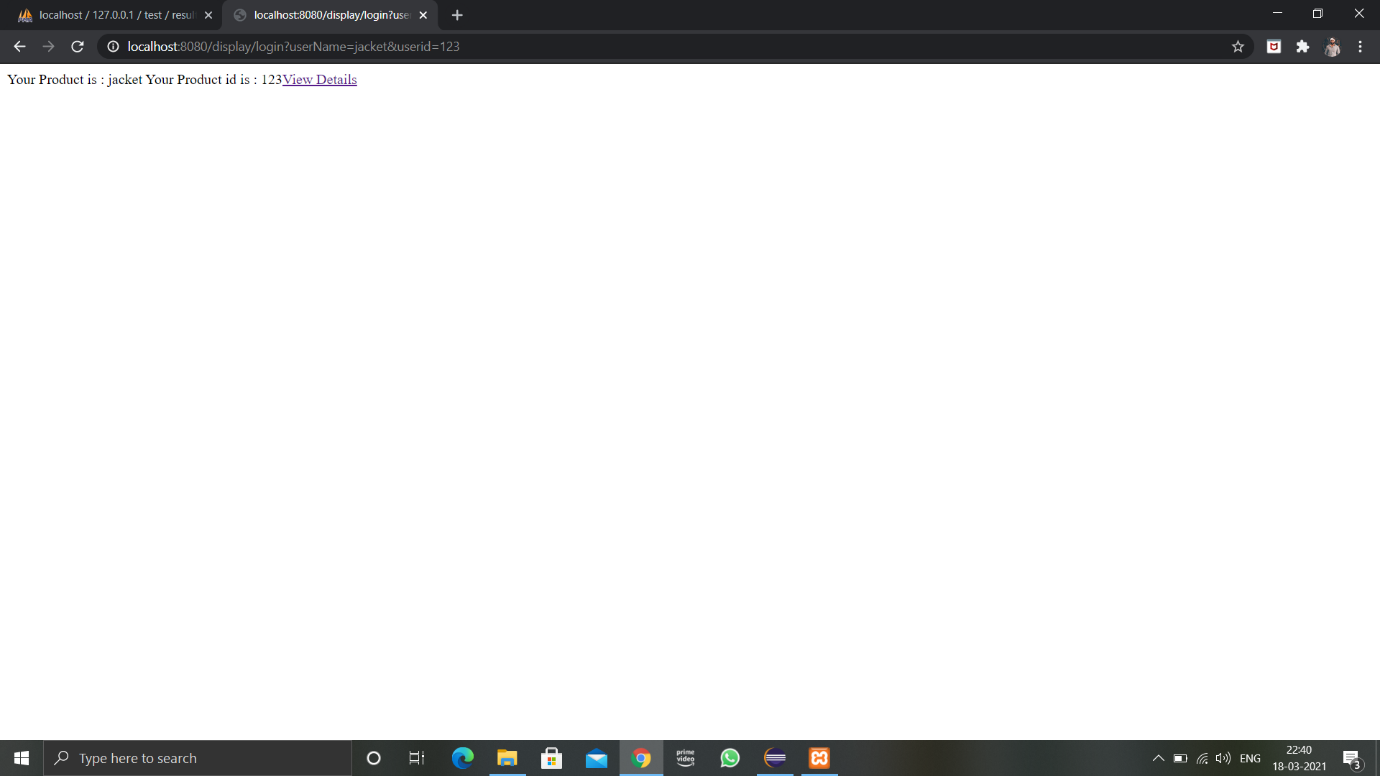 localhost / 127.0.0.1 / test / resul
localhost:8080/display/login?use
localhost:8080/display/login?userName=jacket&userid=123
Your Product is : jacket Your Product id is : 123View Details
Type here to search
prime
video
ENG
22:40
18-03-2021
3